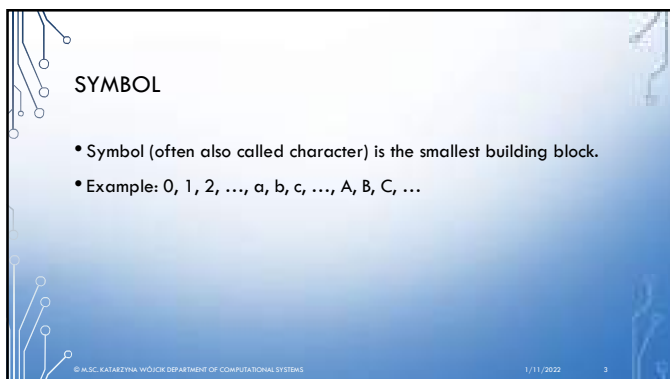 SYMBOL
• Symbol (often also called character) is the smallest building block.
• Example: 0, 1, 2, …, a, b, c, …, A, B, C, …
© M.SC. KATARZYNA WÓJCIK DEPARTMENT OF COMPUTATIONAL SYSTEMS 1/11/2022 3